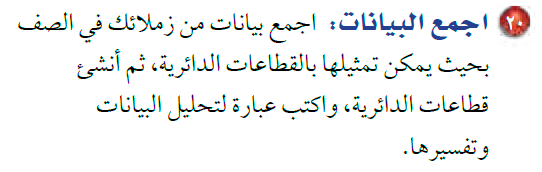 ٢٠ اجمع البيانات: اجمع بيانات من زملائك في الصف
بحيث يمكن تمثيلها بالقطاعات الدائرية، ثم أنشئ
قطاعات الدائرية، واكتب عبارة لتحليل البيانات
وتفسيرها.